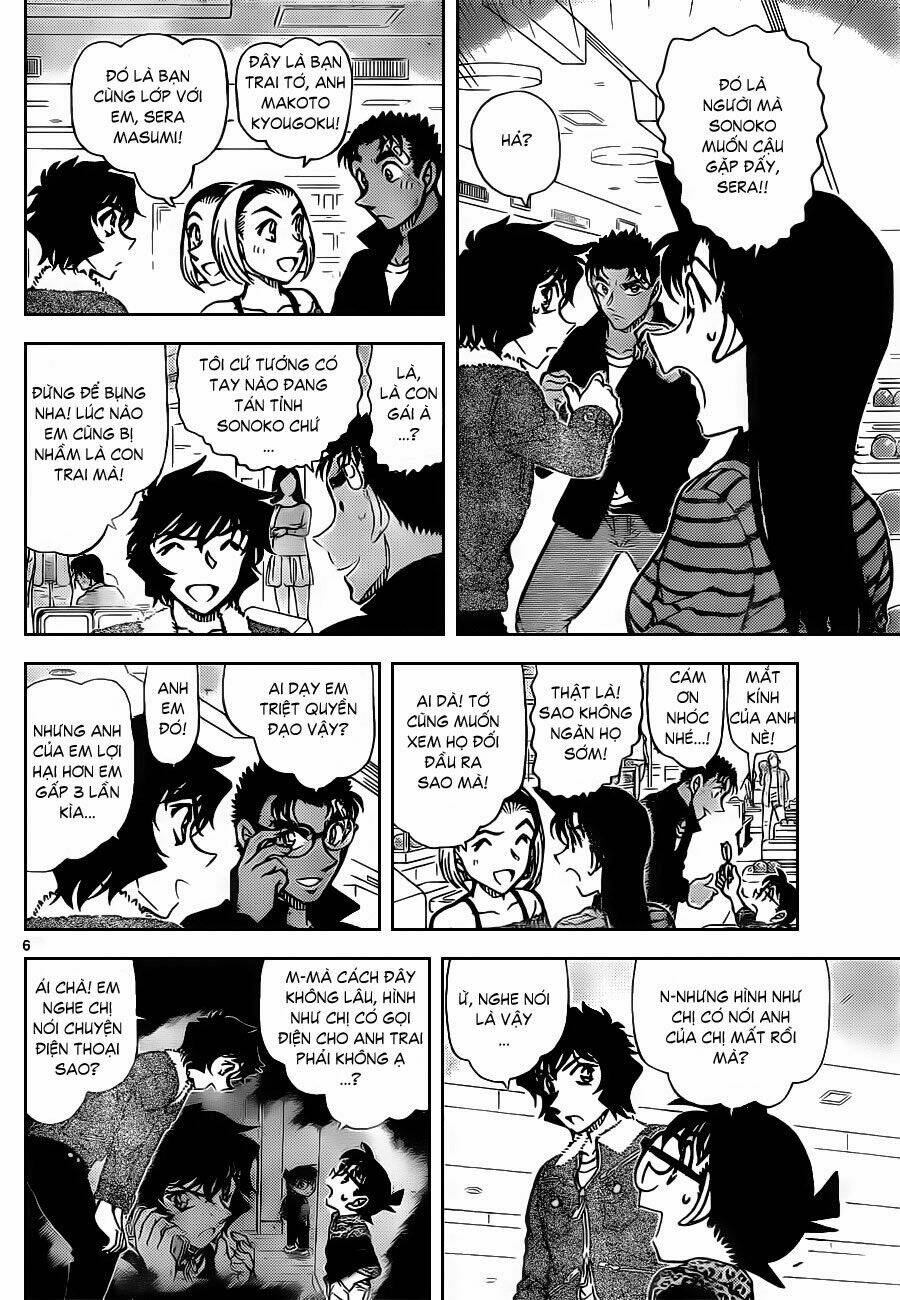 ĐÓ LÀ
NGƯỜI MÀ
SONOKO
MUỐN CẬU
GẶP ĐẤY,
SERA!!
HẢ?
ĐÂY LÀ BẠN
TRAI TỚ, ANH
MAKOTO
KYOUGOKU!
ĐÓ LÀ BẠN
CÙNG LỚP VỚI
EM, SERA
MASUMI!
LÀ,
LÀ CON
GÁI À
...?
TÔI CỨ TƯỚNG CÓ
TAY NÀO ĐANG
TÁN TỈNH
SONOKO CHỨ
...
ĐỪNG ĐỂ BỤNG
NHA! LÚC NÀO
EM CŨNG BỊ
NHẦM LÀ CON
TRAI MÀ!
MẮT
KÍNH
CỦA ANH
NÈ!
CÁM
ƠN
NHÓC
NHÉ...!
THẬT LÀ!
SAO KHÔNG
NGĂN HỌ
SỚM!
AI DÀ! TỚ
CŨNG MUỐN
XEM HỌ ĐỐI
ĐẦU RA
SAO MÀ!
AI DẠY EM
TRIỆT QUYỀN
ĐẠO VẬY?
ANH
EM
ĐÓ!
NHƯNG ANH
CỦA EM LỢI
HẠI HƠN EM
GẤP 3 LẦN
KÌA...
6
N-NHƯNG HÌNH NHƯ
CHỊ CÓ NÓI ANH
CỦA CHỊ MẤT RỒI
MÀ?
Ừ, NGHE NÓI
LÀ VẬY
...
M-MÀ CÁCH ĐÂY
KHÔNG LÂU, HÌNH
NHƯ CHỊ CÓ GỌI
ĐIỆN CHO ANH TRAI
PHẢI KHÔNG Ạ
...?
ÁI CHÀ! EM
NGHE CHỊ
NÓI CHUYỆN
ĐIỆN THOẠI
SAO?